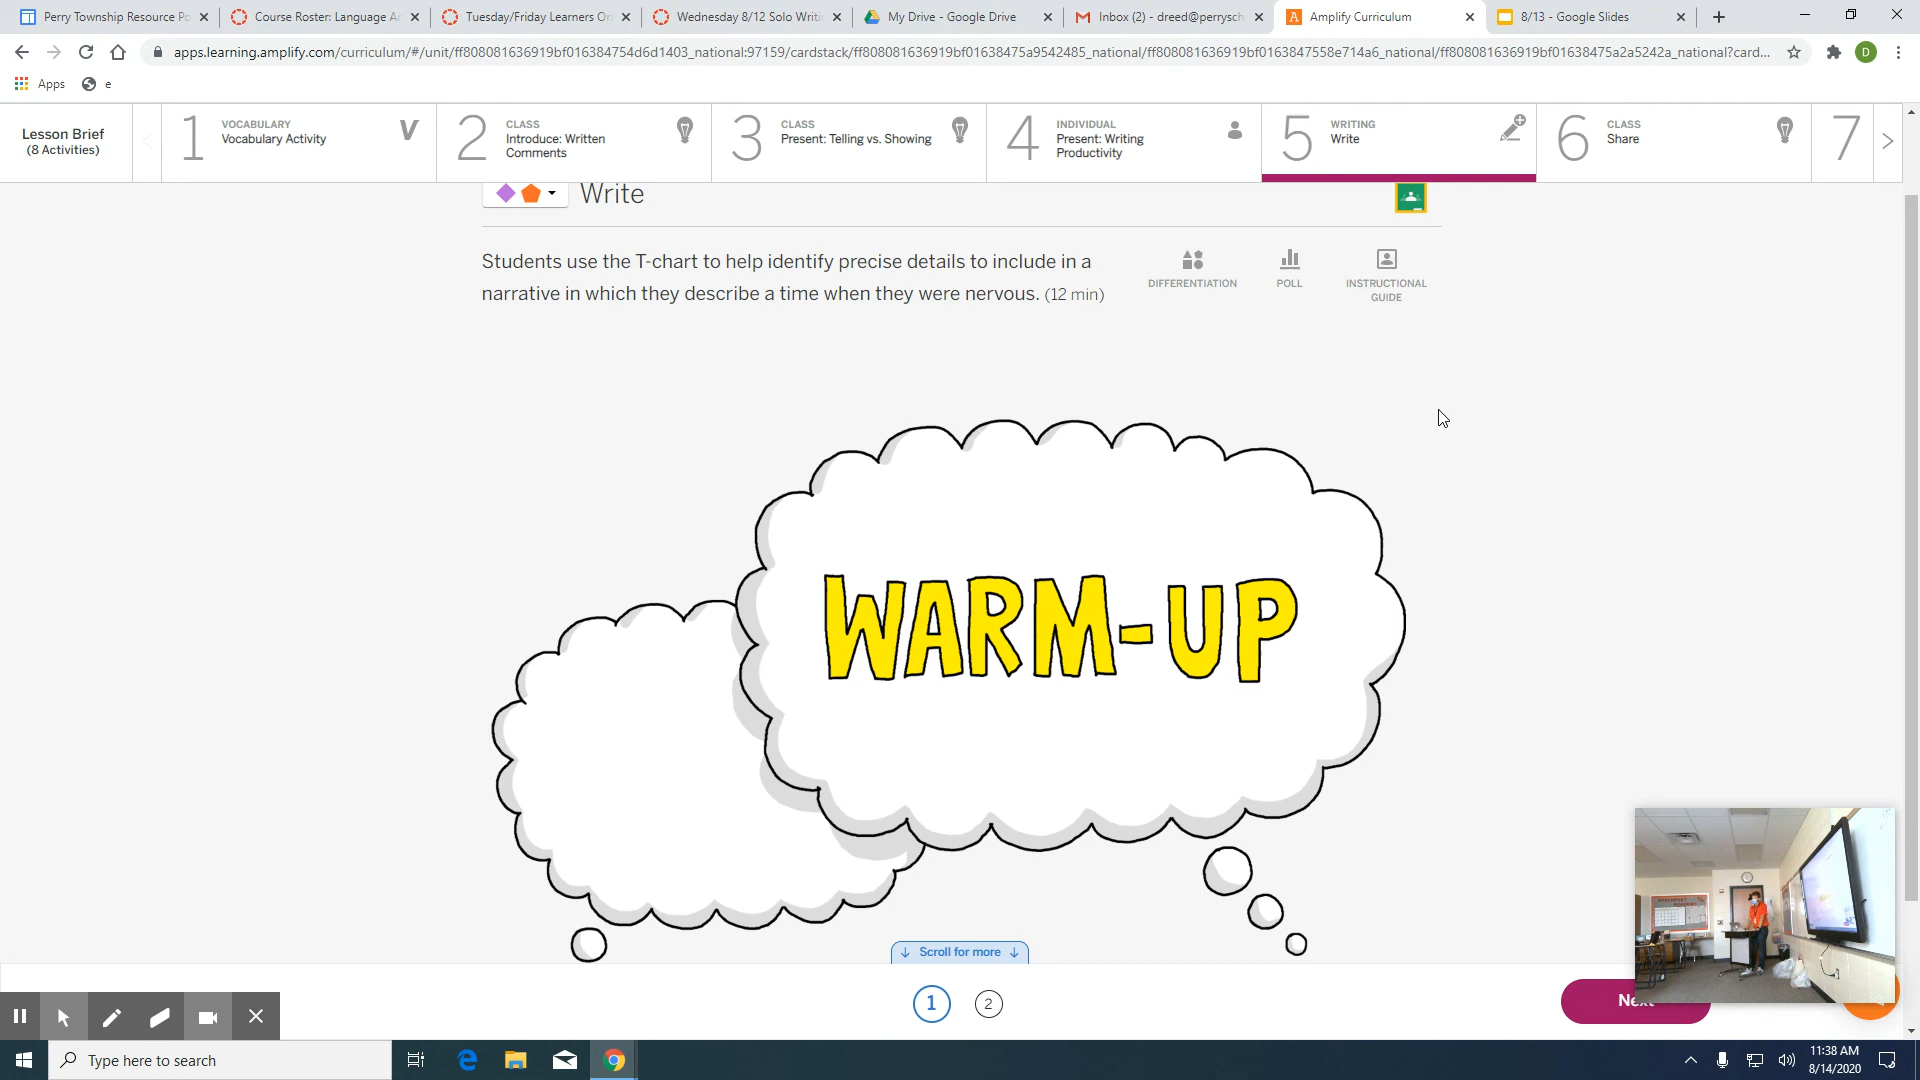 Perry Township Resource Po
Course Roster: Language Ar
Tuesday/Friday Learners On
Wednesday 8/12 Solo Writi
My Drive - Google Drive
Inbox (2) - dreed@perrysch
Amplify Curriculum
8/13 - Google Slides
apps.learning.amplify.com/curriculum/#/unit/ff808081636919bf016384754d6d1403_national:97159/cardstack/ff808081636919bf01638475a9542485_national/ff808081636919bf0163847558e714a6_national/ff808081636919bf01638475a2a5242a_national?card...
D
Apps
e
Lesson Brief
(8 Activities)
1
VOCABULARY
Vocabulary Activity
V
2
CLASS
Introduce: Written
Comments
3
CLASS
Present: Telling vs. Showing
4
INDIVIDUAL
Present: Writing
Productivity
5
WRITING
Write
6
CLASS
Share
7
Write
Students use the T-chart to help identify precise details to include in a
narrative in which they describe a time when they were nervous. (12 min)
DIFFERENTIATION
POLL
INSTRUCTIONAL
GUIDE
WARM-UP
Scroll for more
1
2
Next
Type here to search
11:38 AM
8/14/2020